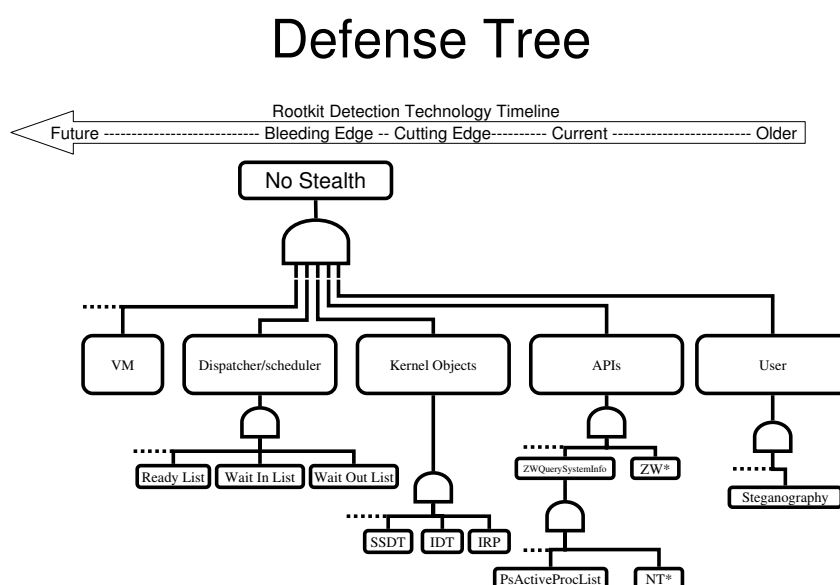 Defense Tree
Rootkit Detection Technology Timeline
Future ---------------------------- Bleeding Edge -- Cutting Edge---------- Current ------------------------- Older
No Stealth
VM
Dispatcher/scheduler
Kernel Objects
APIs
User
Ready List
Wait In List
Wait Out List
ZWQuerySystemInfo
ZW*
Steganography
SSDT
IDT
IRP
PsActiveProcList
NT*